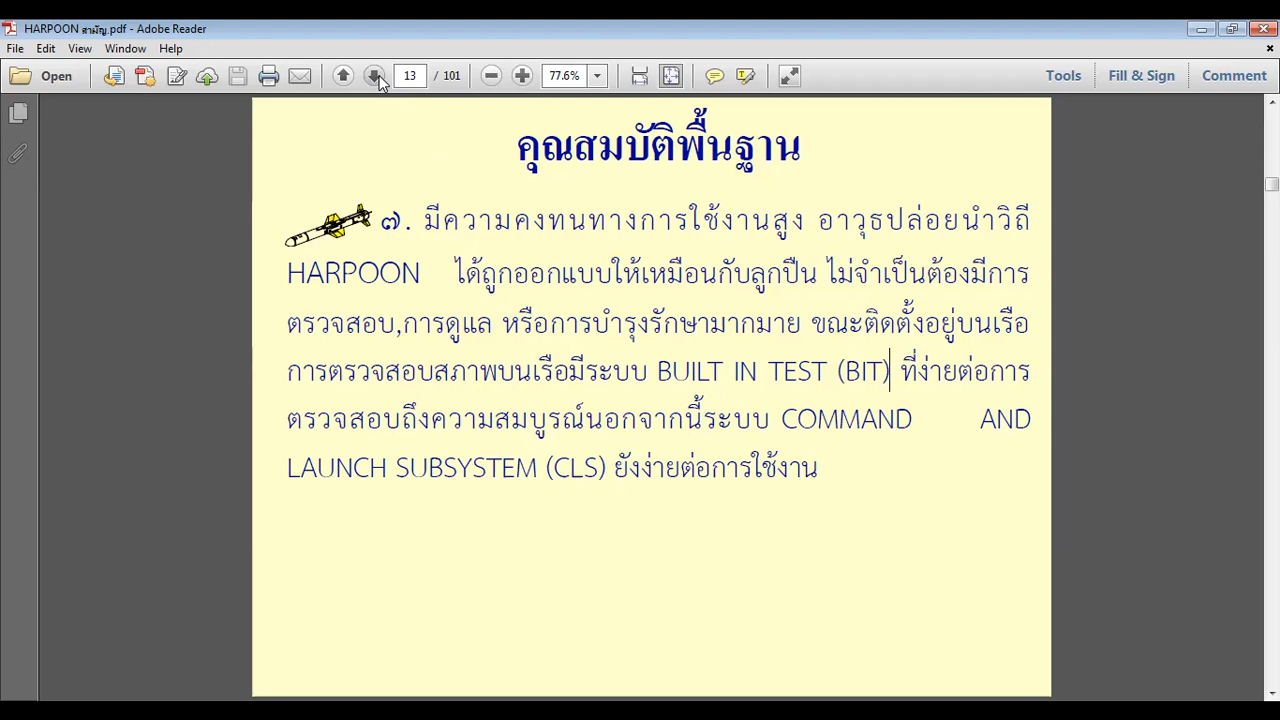 HARPOON สามัญ.pdf - Adobe Reader
File Edit View Window Help
Open 13 / 101 77.6% Tools Fill & Sign Comment
คุณสมบัติพื้นฐาน
๗. มีความคงทนทางการใช้งานสูง อาวุธปล่อยนำวิถี
HARPOON ได้ถูกออกแบบให้เหมือนกับลูกปืน ไม่จำเป็นต้องมีการ
ตรวจสอบ,การดูแล หรือการบำรุงรักษามากมาย ขณะติดตั้งอยู่บนเรือ
การตรวจสอบสภาพบนเรือมีระบบ BUILT IN TEST (BIT) ที่ง่ายต่อการ
ตรวจสอบถึงความสมบูรณ์นอกจากนี้ระบบ COMMAND AND
LAUNCH SUBSYSTEM (CLS) ยังง่ายต่อการใช้งาน